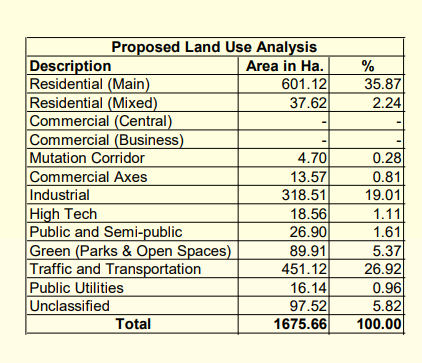 Proposed Land Use Analysis
Description Area in Ha. %
Residential (Main) 601.12 35.87
Residential (Mixed) 37.62 2.24
Commercial (Central) - -
Commercial (Business) - -
Mutation Corridor 4.70 0.28
Commercial Axes 13.57 0.81
Industrial 318.51 19.01
High Tech 18.56 1.11
Public and Semi-public 26.90 1.61
Green (Parks & Open Spaces) 89.91 5.37
Traffic and Transportation 451.12 26.92
Public Utilities 16.14 0.96
Unclassified 97.52 5.82
Total 1675.66 100.00